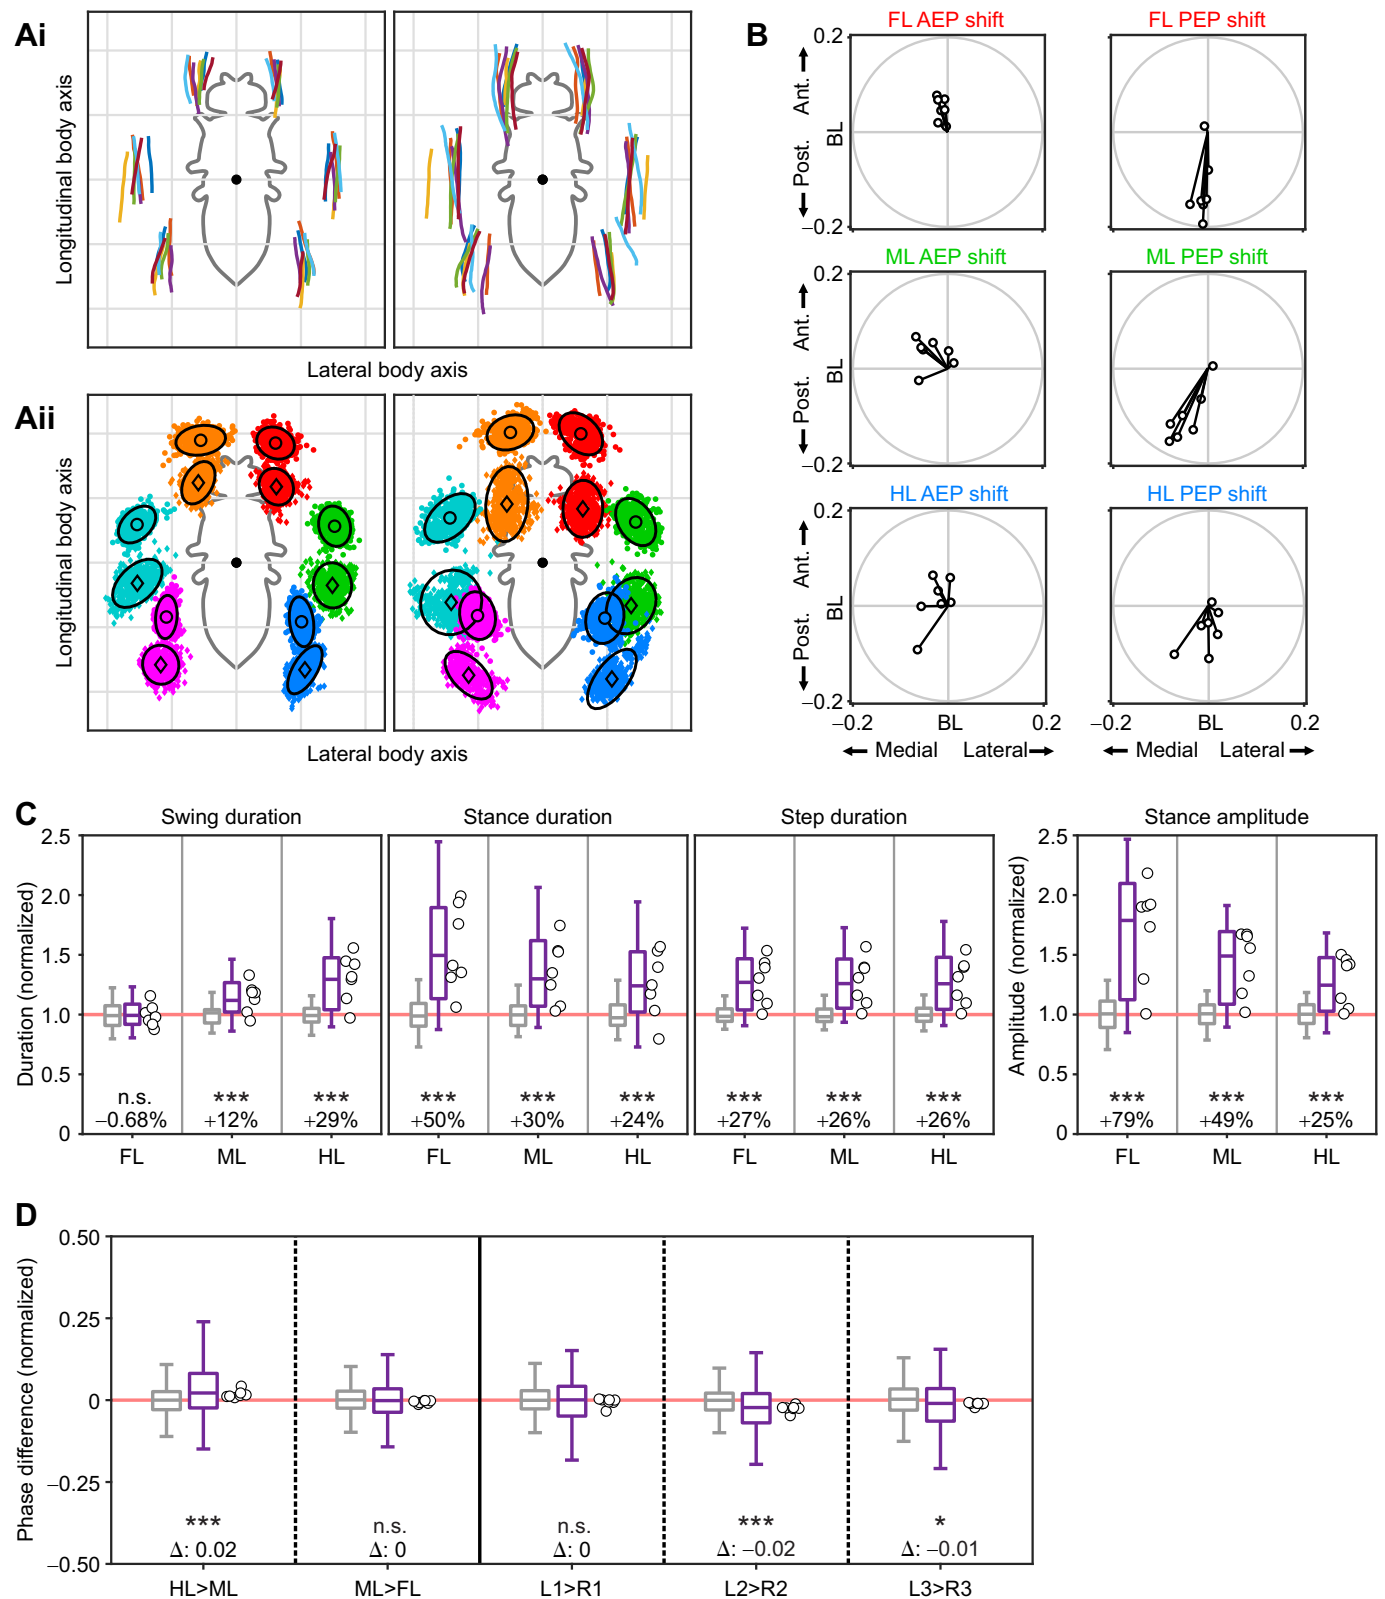 Ai
Longitudinal body axis
Lateral body axis
Aii
Longitudinal body axis
Lateral body axis
B
FL AEP shift
FL PEP shift
0.2
Ant.
BL
Post.
−0.2
ML AEP shift
ML PEP shift
0.2
Ant.
BL
Post.
−0.2
HL AEP shift
HL PEP shift
0.2
Ant.
BL
Post.
−0.2
−0.2 BL 0.2
−0.2 BL 0.2
Medial Lateral
Medial Lateral
C
Swing duration
Stance duration
Step duration
Stance amplitude
Duration (normalized)
2.5
2.0
1.5
1.0
0.5
0
n.s. *** ***
−0.68% +12% +29%
FL ML HL
*** *** ***
+50% +30% +24%
FL ML HL
*** *** ***
+27% +26% +26%
FL ML HL
Amplitude (normalized)
2.5
2.0
1.5
1.0
0.5
0
*** *** ***
+79% +49% +25%
FL ML HL
D
Phase difference (normalized)
0.50
0.25
0
−0.25
−0.50
*** n.s. n.s. *** *
Δ: 0.02 Δ: 0 Δ: 0 Δ: −0.02 Δ: −0.01
HL>ML ML>FL L1>R1 L2>R2 L3>R3